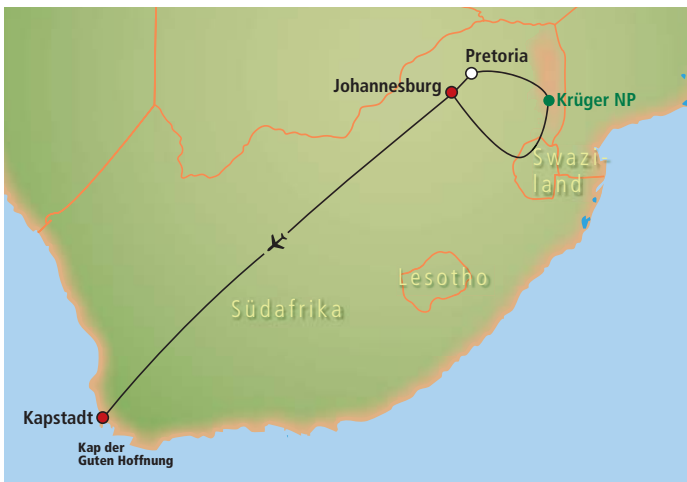 Pretoria
Johannesburg
Krüger NP
Swazi-
land
Lesotho
Südafrika
Kapstadt
Kap der
Guten Hoffnung